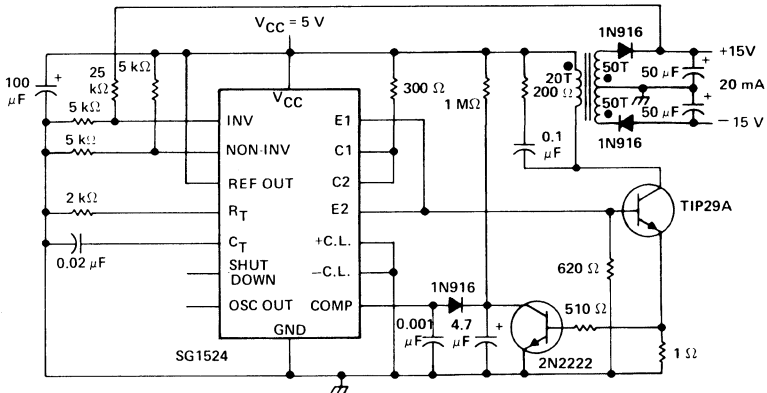 V_CC = 5 V
1N916
+15V
100 µF
25 kΩ
5 kΩ
300 Ω
1 MΩ
20T
200 Ω
50T
50 µF
20 mA
50T
50 µF
−15 V
1N916
V_CC
5 kΩ
INV
E1
0.1 µF
5 kΩ
NON-INV
C1
REF OUT
C2
2 kΩ
R_T
E2
TIP29A
C_T
+C.L.
0.02 µF
620 Ω
SHUT DOWN
−C.L.
1N916
510 Ω
OSC OUT
COMP
0.001 µF
4.7 µF
GND
1 Ω
SG1524
2N2222